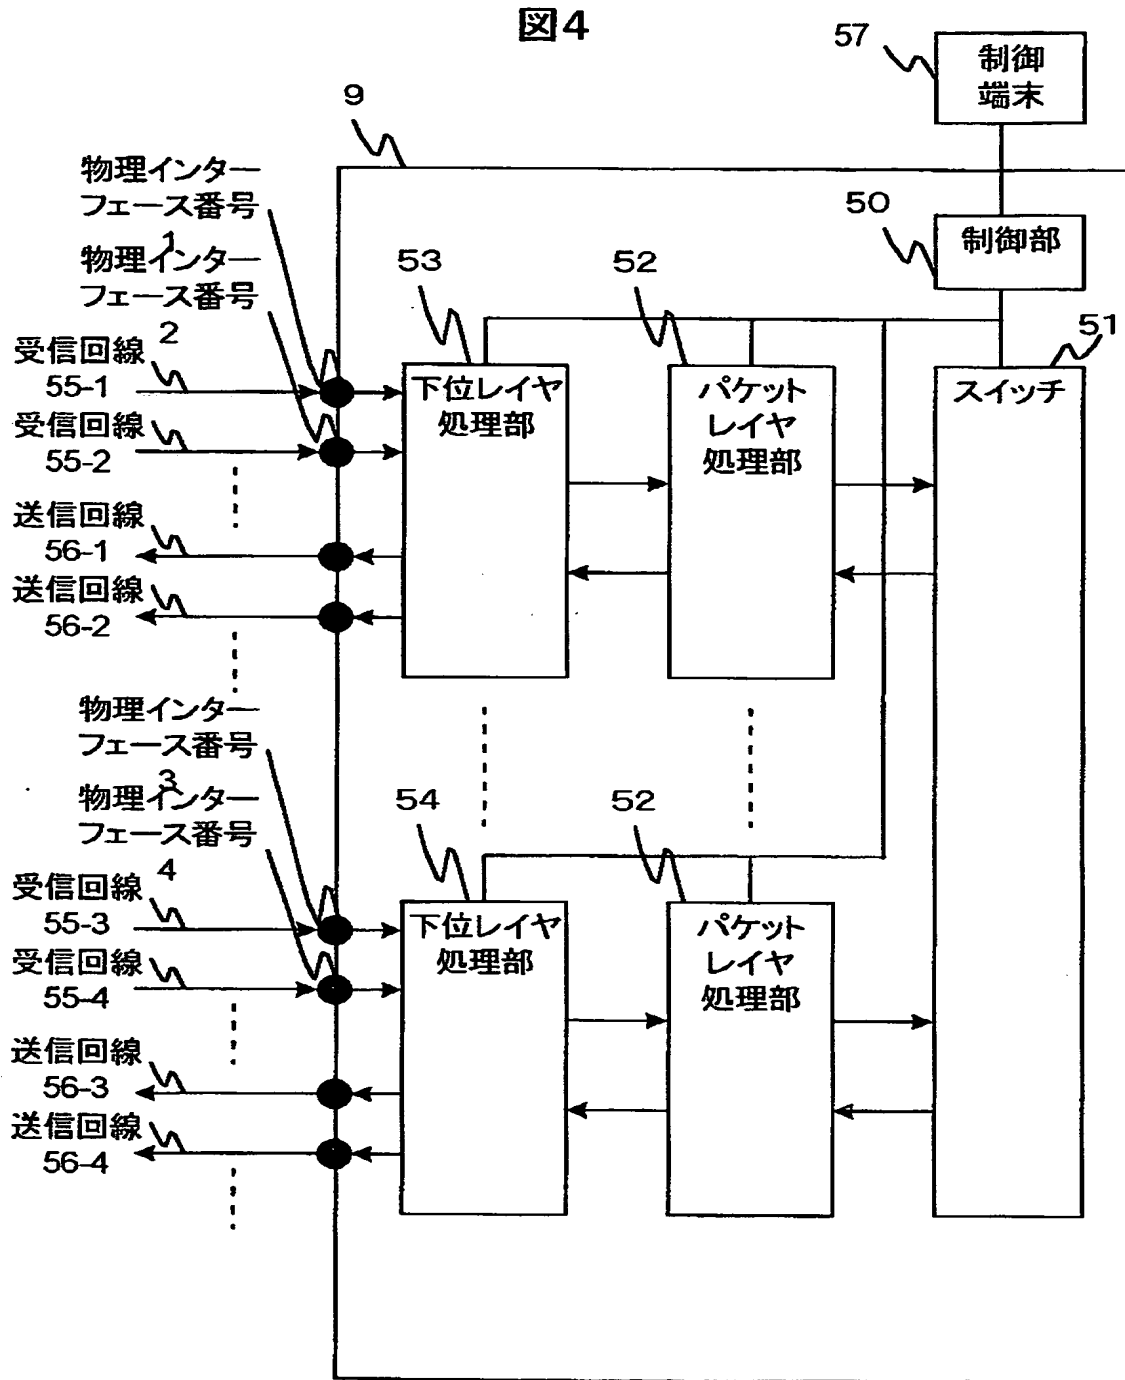 図4
57
制御
端末
9
物理インター
フェース番号
1
物理インター
フェース番号
2
50
制御部
53
52
51
受信回線
55-1
受信回線
55-2
送信回線
56-1
送信回線
56-2
下位レイヤ
処理部
パケット
レイヤ
処理部
スイッチ
物理インター
フェース番号
3
物理インター
フェース番号
4
54
52
受信回線
55-3
受信回線
55-4
送信回線
56-3
送信回線
56-4
下位レイヤ
処理部
パケット
レイヤ
処理部